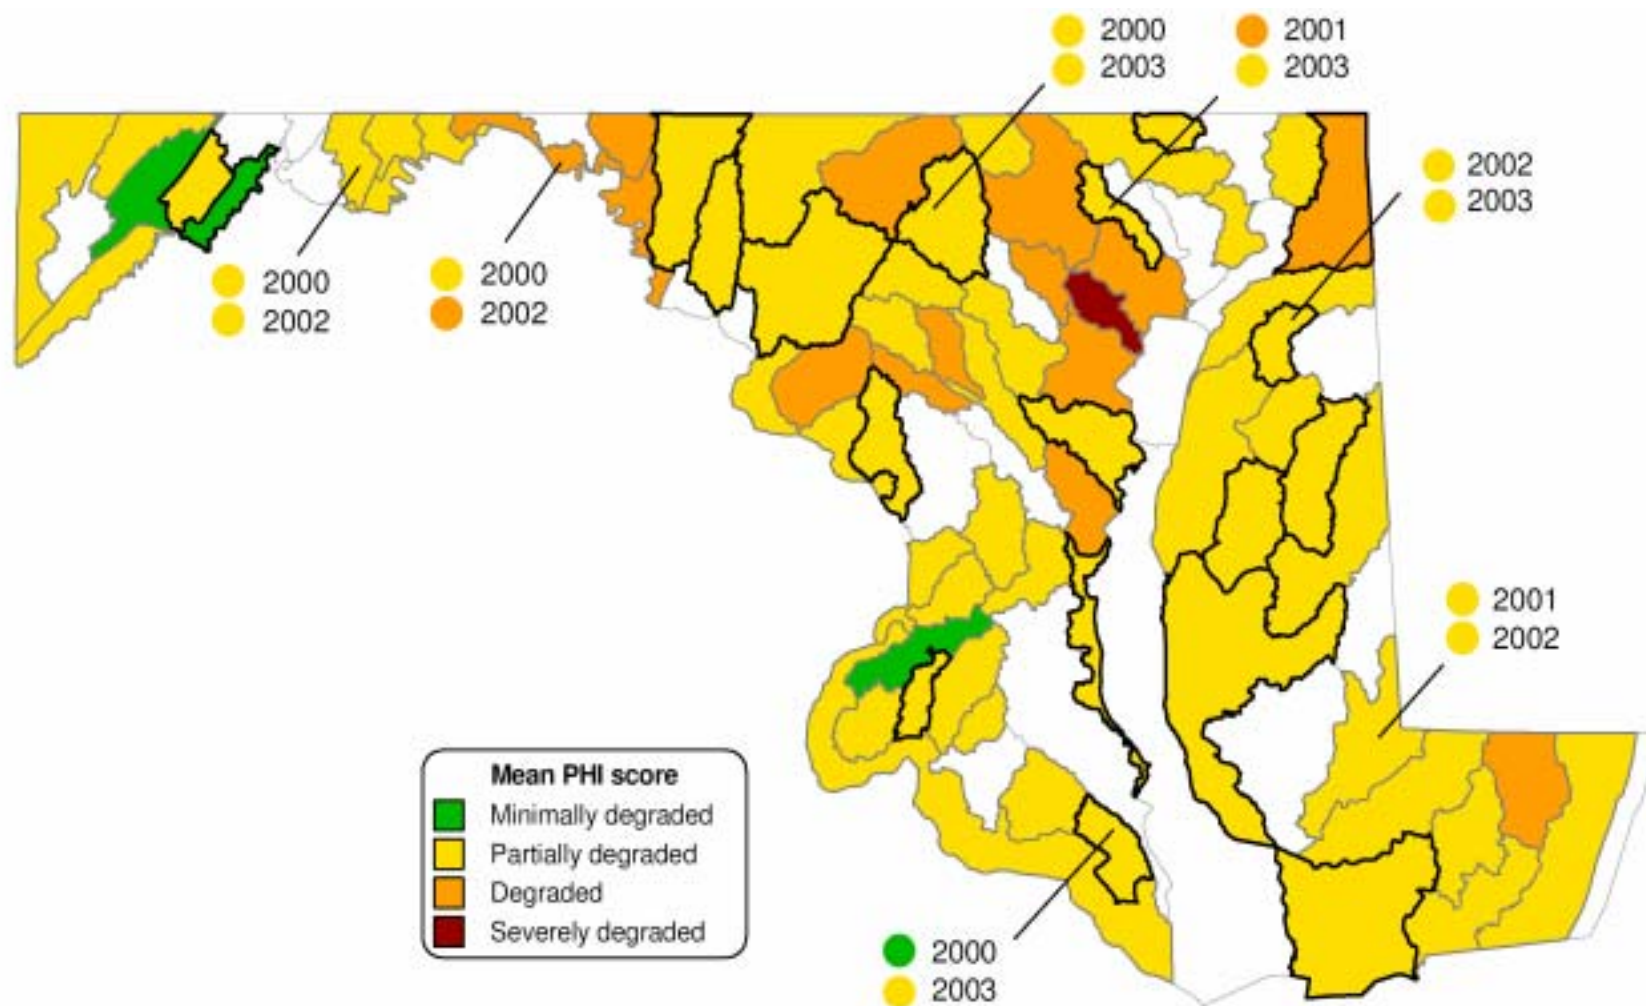 2000
2003
2001
2003
2002
2003
2000
2002
2000
2002
2001
2002
Mean PHI score
Minimally degraded
Partially degraded
Degraded
Severely degraded
2000
2003